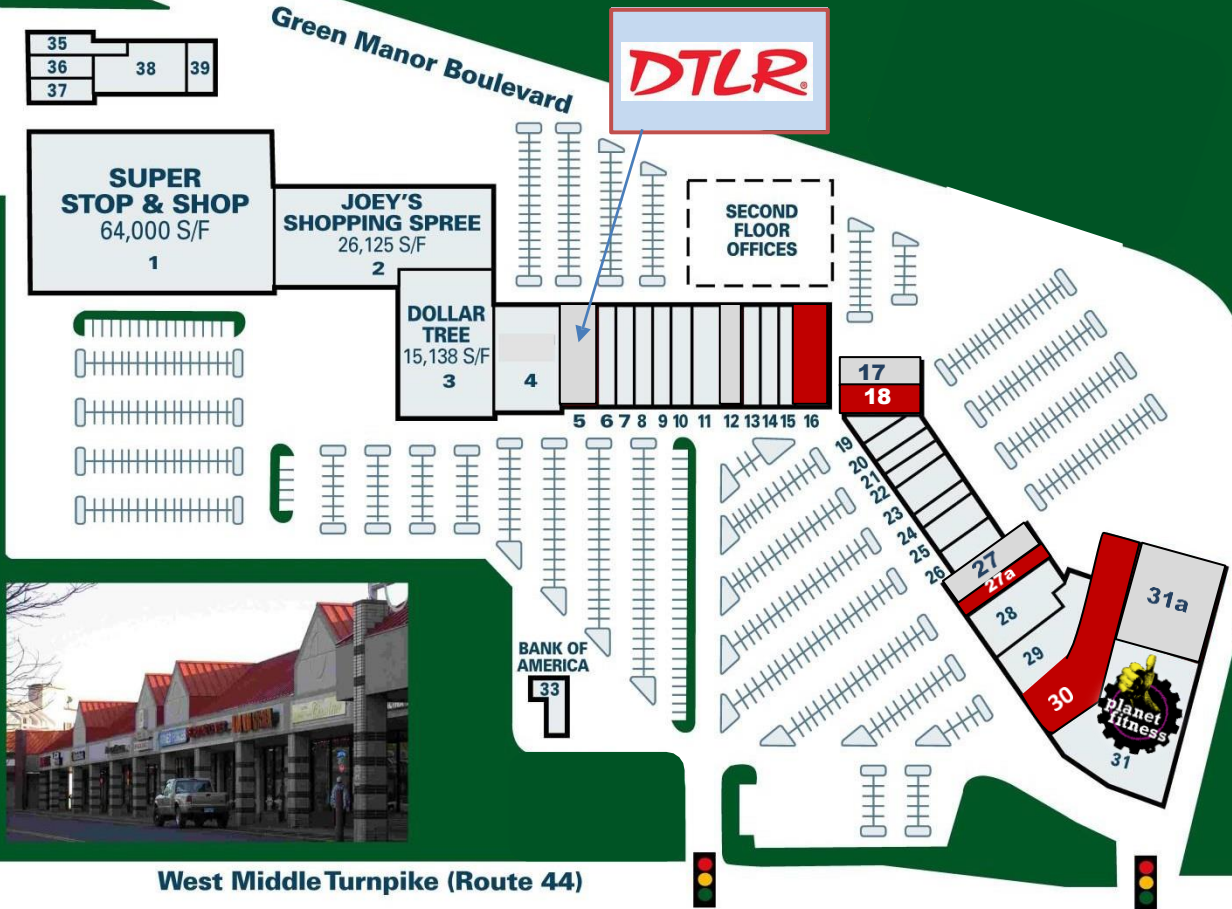 Green Manor Boulevard
DTLR
35
36
37
38
39
SUPER
STOP & SHOP
64,000 S/F
1
JOEY'S
SHOPPING SPREE
26,125 S/F
2
SECOND
FLOOR
OFFICES
DOLLAR
TREE
15,138 S/F
3
4
5 6 7 8 9 10 11 12 13 14 15 16
17
18
19
20
21
22
23
24
25
26
27
27a
28
29
30
31a
planet
fitness
31
BANK OF
AMERICA
33
West Middle Turnpike (Route 44)